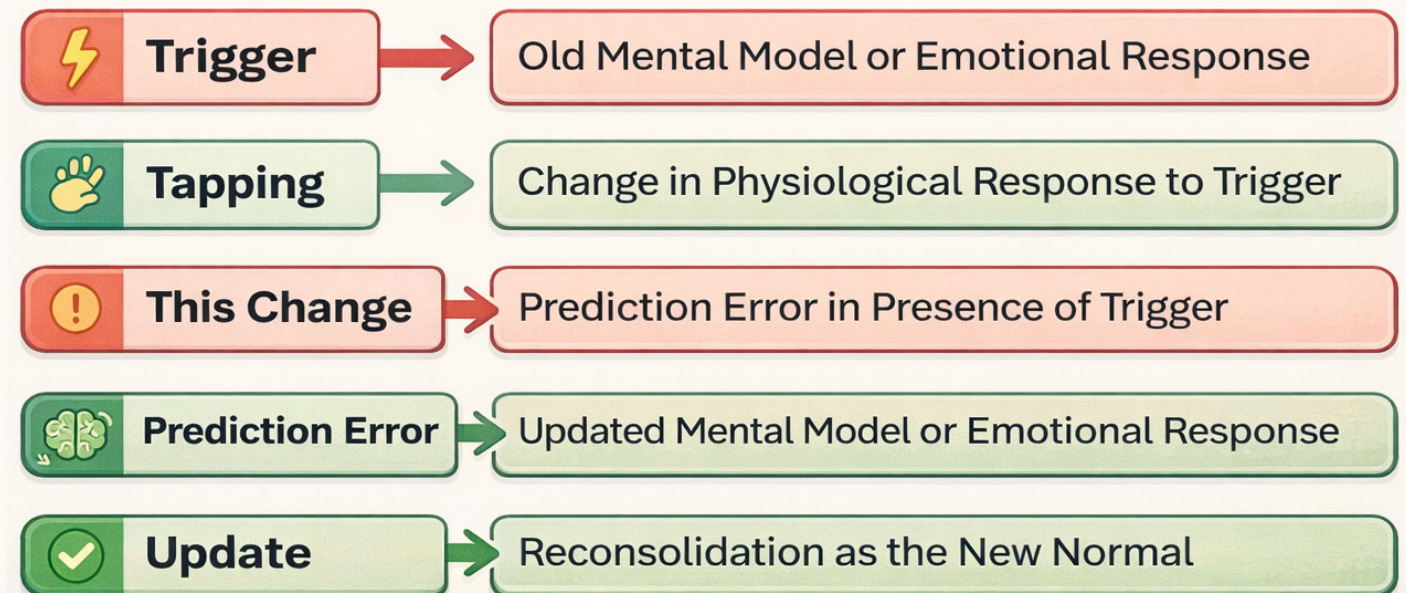 Trigger
Old Mental Model or Emotional Response
Tapping
Change in Physiological Response to Trigger
This Change
Prediction Error in Presence of Trigger
Prediction Error
Updated Mental Model or Emotional Response
Update
Reconsolidation as the New Normal